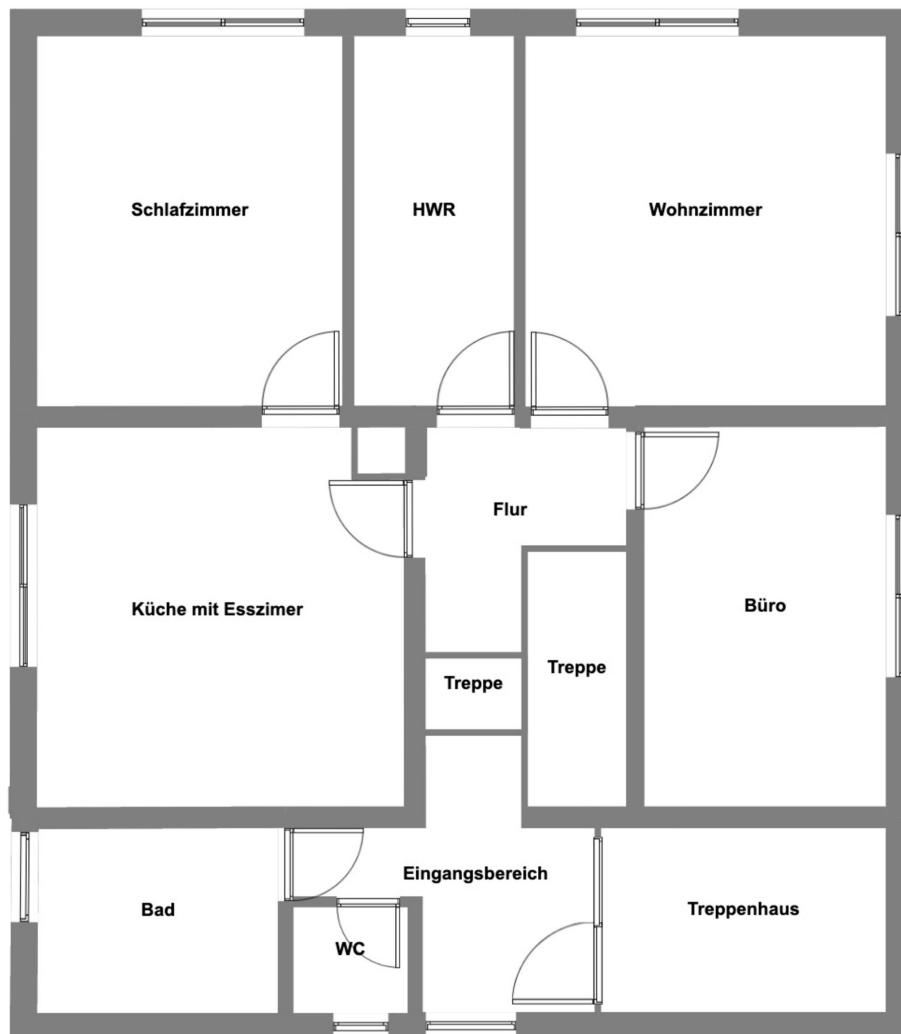 Schlafzimmer
HWR
Wohnzimmer
Flur
Küche mit Esszimer
Büro
Treppe
Treppe
Eingangsbereich
Bad
Treppenhaus
WC